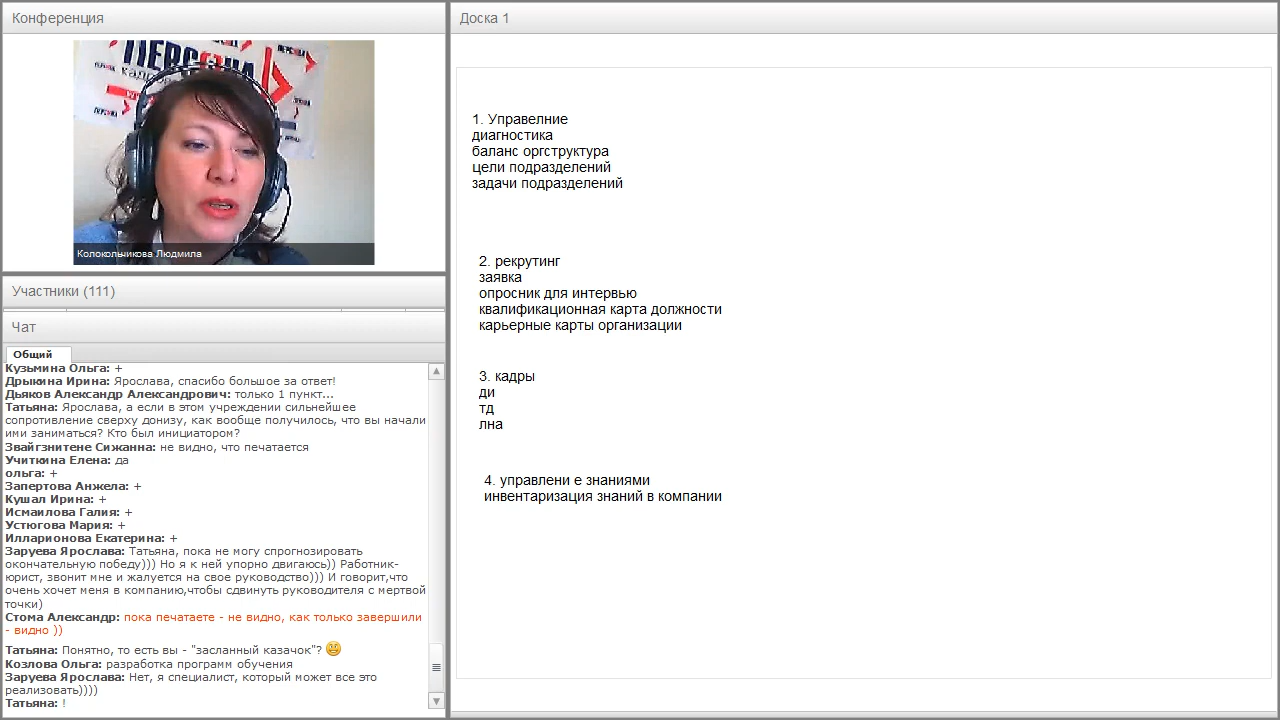 Конференция
ПЕРСОНА
Колокольчикова Людмила
Участники (111)
Чат
Общий
Кузьмина Ольга: +
Дрыкина Ирина: Ярослава, спасибо большое за ответ!
Дьяков Александр Александрович: только 1 пункт...
Татьяна: Ярослава, а если в этом учреждении сильнейшее
сопротивление сверху донизу, как вообще получилось, что вы начали
ими заниматься? Кто был инициатором?
Звайгзнитене Сижанна: не видно, что печатается
Учиткина Елена: да
ольга: +
Запертова Анжела: +
Кушал Ирина: +
Исмаилова Галия: +
Устюгова Мария: +
Илларионова Екатерина: +
Заруева Ярослава: Татьяна, пока не могу спрогнозировать
окончательную победу))) Но я к ней упорно двигаюсь)) Работник-
юрист, звонит мне и жалуется на свое руководство))) И говорит,что
очень хочет меня в компанию,чтобы сдвинуть руководителя с мертвой
точки)
Стома Александр: пока печатаете - не видно, как только завершили
- видно ))
Татьяна: Понятно, то есть вы - "засланный казачок"?
Козлова Ольга: разработка программ обучения
Заруева Ярослава: Нет, я специалист, который может все это
реализовать))))
Татьяна: !
Доска 1
1. Управелние
диагностика
баланс оргструктура
цели подразделений
задачи подразделений
2. рекрутинг
заявка
опросник для интервью
квалификационная карта должности
карьерные карты организации
3. кадры
ди
тд
лна
4. управлени е знаниями
инвентаризация знаний в компании